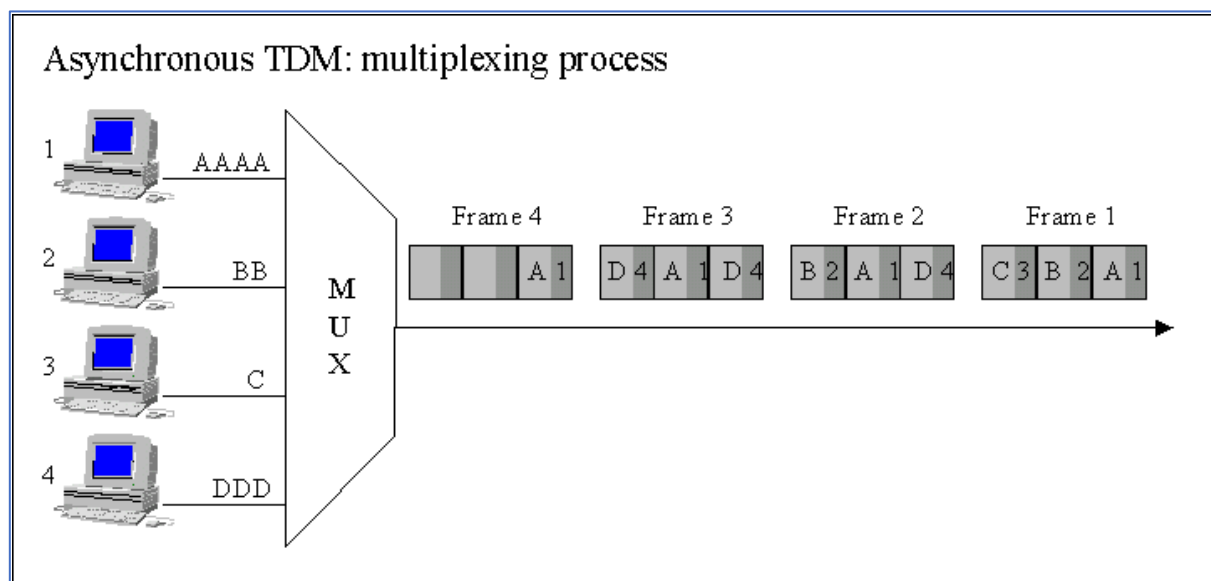 Asynchronous TDM: multiplexing process
1
AAAA
2
BB
3
C
4
DDD
M
U
X
Frame 4 Frame 3 Frame 2 Frame 1
A 1 D 4 A 1 D 4 B 2 A 1 D 4 C 3 B 2 A 1